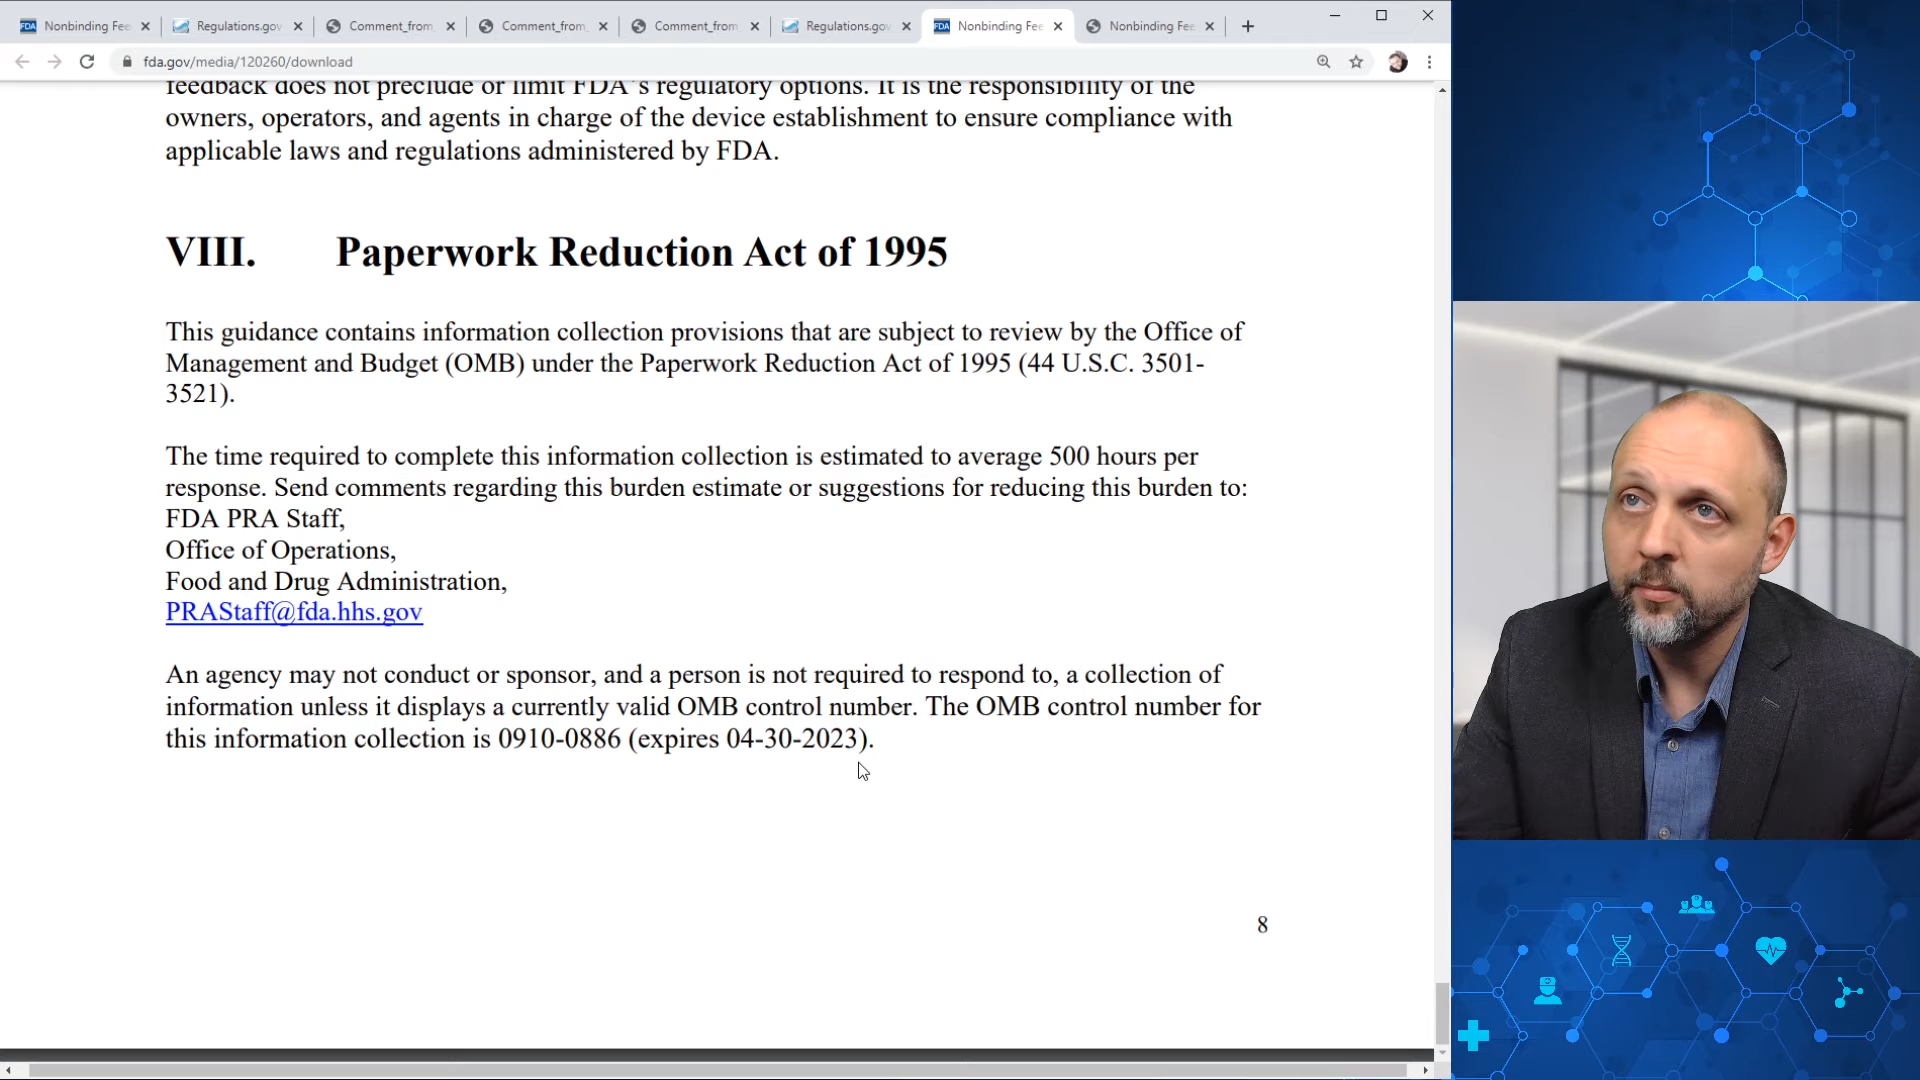 FDA Nonbinding Fee
Regulations.gov
Comment_from_
Comment_from_
Comment_from
Regulations.gov
FDA Nonbinding Fee
Nonbinding Fee
fda.gov/media/120260/download
feedback does not preclude or limit FDA's regulatory options. It is the responsibility of the
owners, operators, and agents in charge of the device establishment to ensure compliance with
applicable laws and regulations administered by FDA.
VIII. Paperwork Reduction Act of 1995
This guidance contains information collection provisions that are subject to review by the Office of
Management and Budget (OMB) under the Paperwork Reduction Act of 1995 (44 U.S.C. 3501-
3521).
The time required to complete this information collection is estimated to average 500 hours per
response. Send comments regarding this burden estimate or suggestions for reducing this burden to:
FDA PRA Staff,
Office of Operations,
Food and Drug Administration,
PRAStaff@fda.hhs.gov
An agency may not conduct or sponsor, and a person is not required to respond to, a collection of
information unless it displays a currently valid OMB control number. The OMB control number for
this information collection is 0910-0886 (expires 04-30-2023).
8